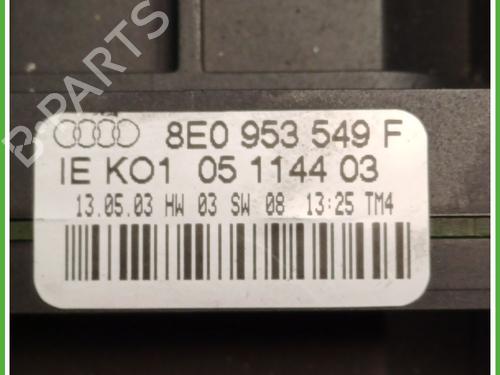 8E0 953 549 F
IE KO1 05 1144 03
13.05.03 HW 03 SW 08 13:25 TM4
B-PARTS